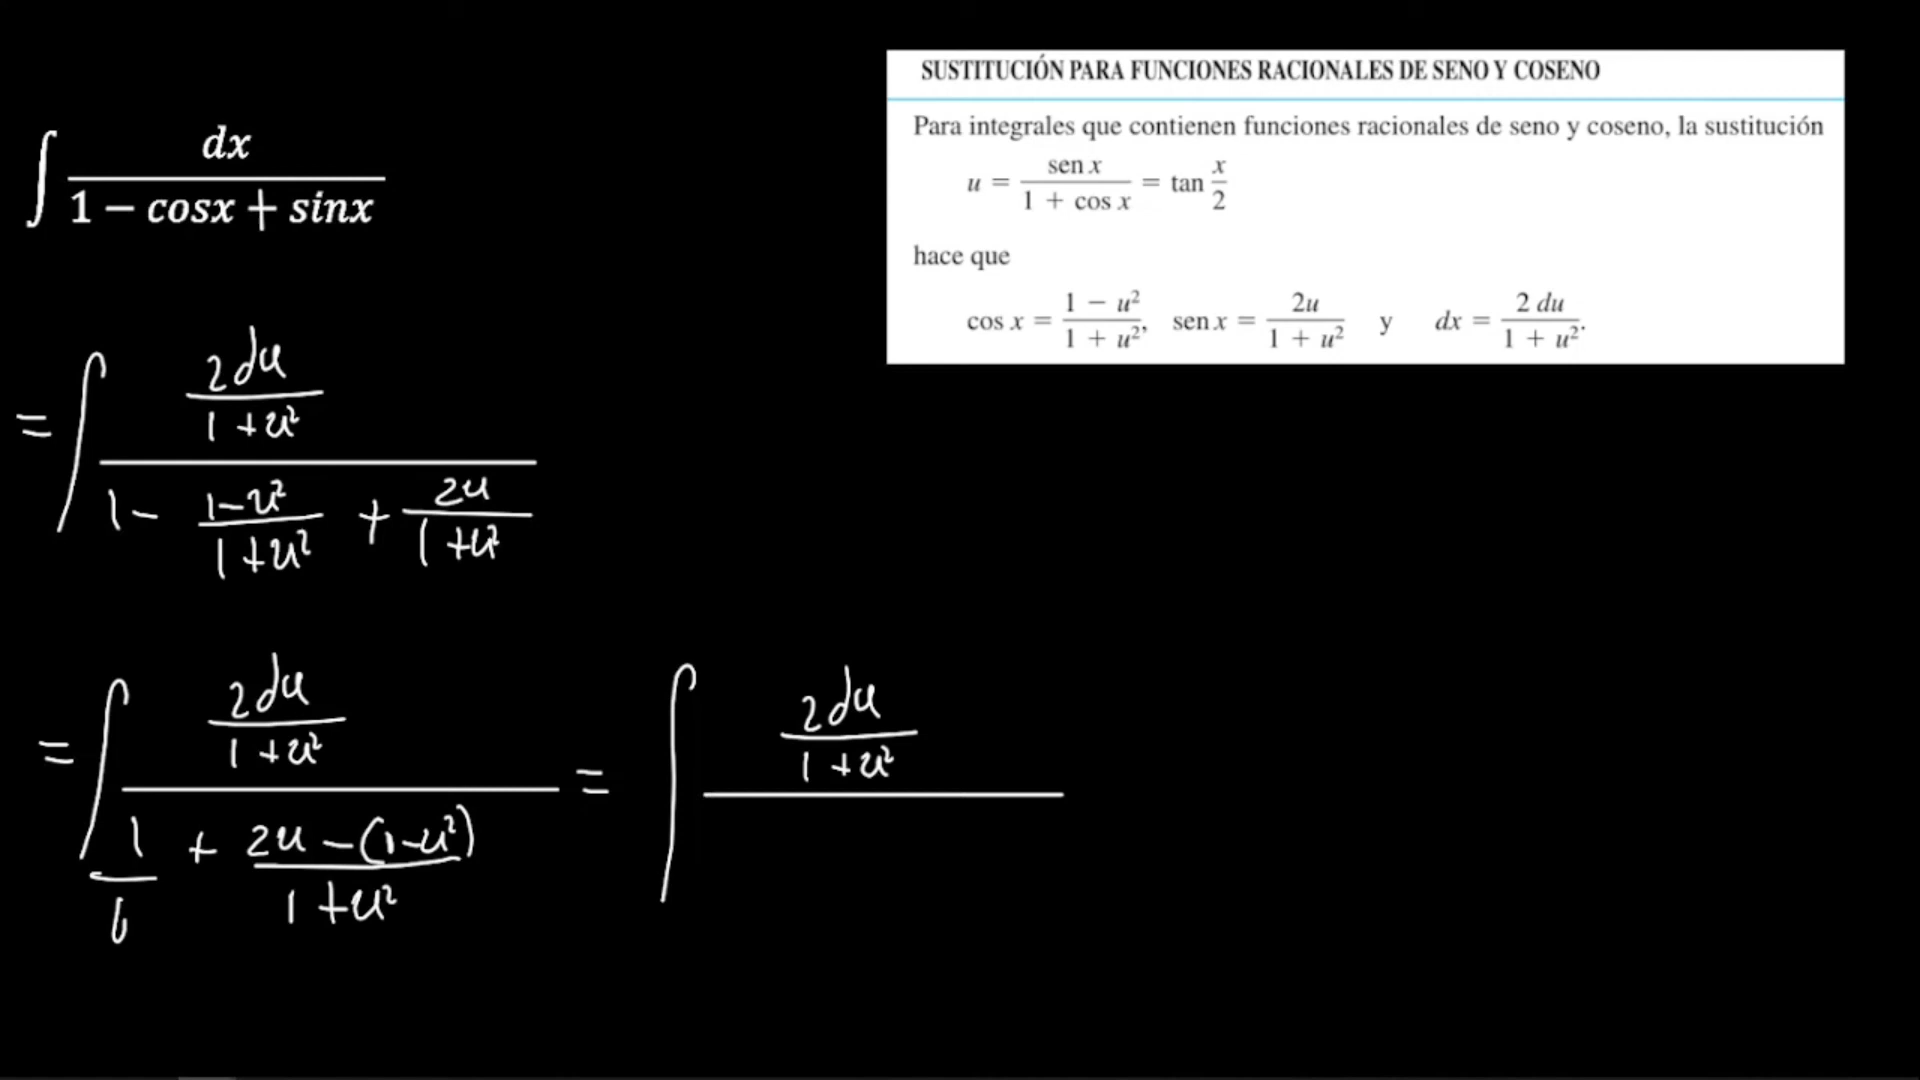 ∫ dx / (1 − cosx + sinx)
SUSTITUCIÓN PARA FUNCIONES RACIONALES DE SENO Y COSENO
Para integrales que contienen funciones racionales de seno y coseno, la sustitución
u = sen x / (1 + cos x) = tan x/2
hace que
cos x = (1 − u²)/(1 + u²), sen x = 2u/(1 + u²) y dx = 2 du/(1 + u²).
= ∫ (2du/(1+u²)) / (1 − (1−u²)/(1+u²) + 2u/(1+u²))
= ∫ (2du/(1+u²)) / (1/ + (2u −(1−u²))/(1+u²)) = ∫ (2du/(1+u²)) /